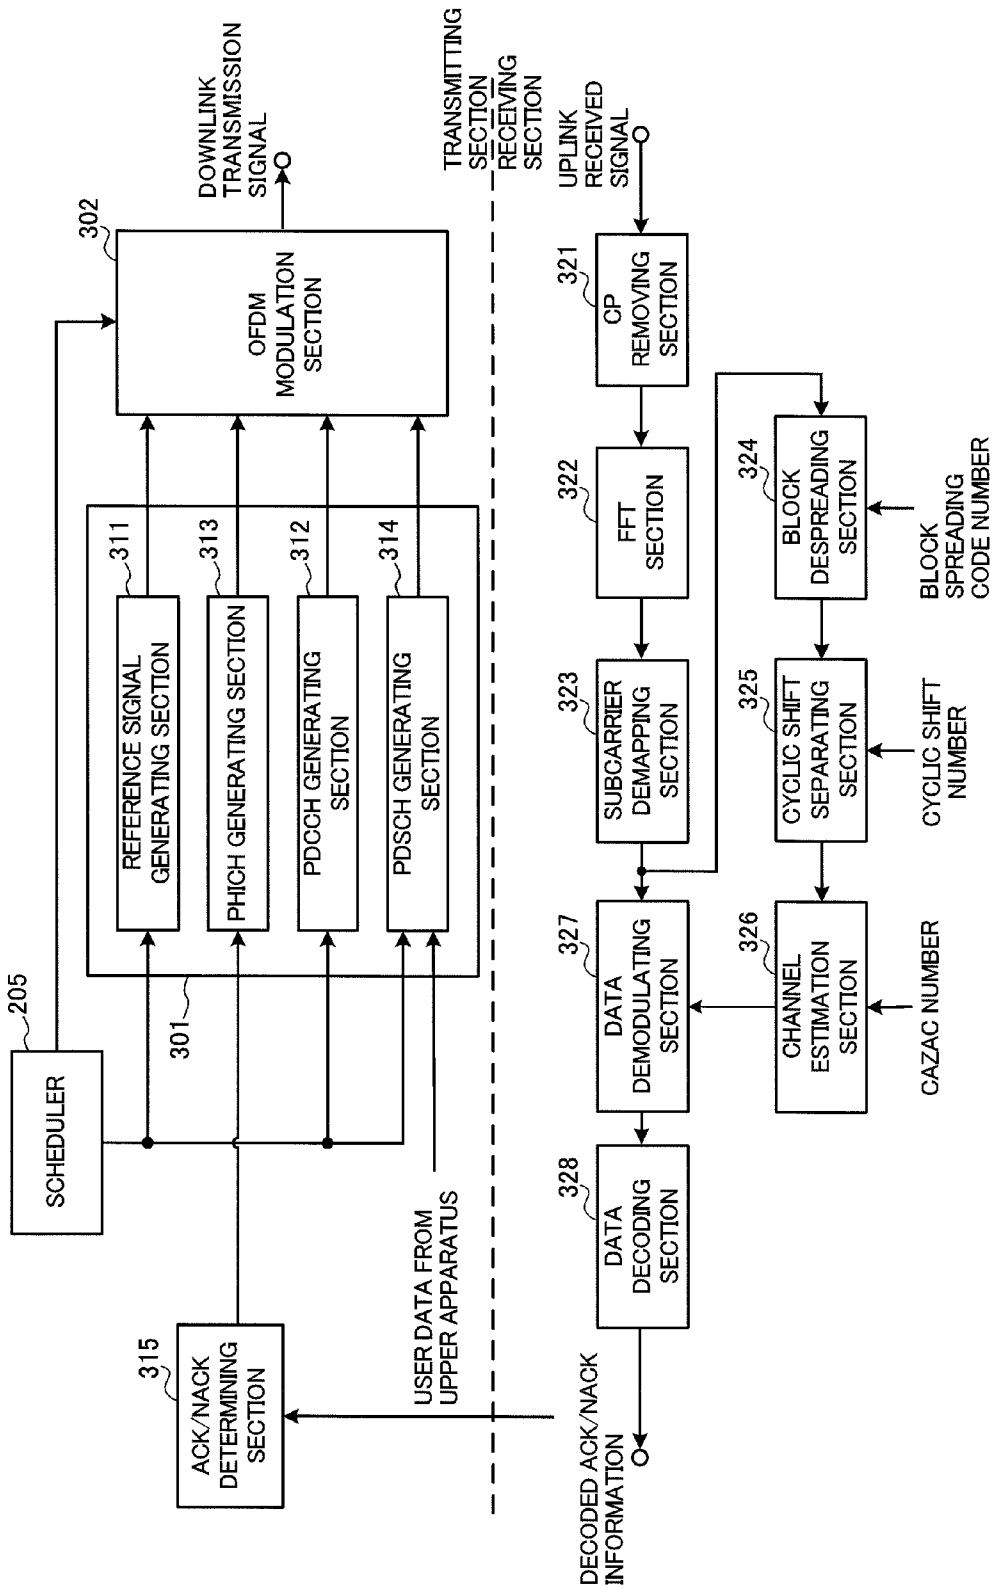 SCHEDULER
205
302
OFDM
MODULATION
SECTION
DOWNLINK
TRANSMISSION
SIGNAL
301
311
REFERENCE SIGNAL
GENERATING SECTION
313
PHICH GENERATING SECTION
312
PDCCH GENERATING
SECTION
314
PDSCH GENERATING
SECTION
315
ACK/NACK
DETERMINING
SECTION
USER DATA FROM
UPPER APPARATUS
TRANSMITTING
SECTION
RECEIVING
SECTION
DECODED ACK/NACK
INFORMATION
328
DATA
DECODING
SECTION
327
DATA
DEMODULATING
SECTION
323
SUBCARRIER
DEMAPPING
SECTION
322
FFT
SECTION
321
CP
REMOVING
SECTION
UPLINK
RECEIVED
SIGNAL
326
CHANNEL
ESTIMATION
SECTION
325
CYCLIC SHIFT
SEPARATING
SECTION
324
BLOCK
DESPREADING
SECTION
CAZAC NUMBER
CYCLIC SHIFT
NUMBER
BLOCK
SPREADING
CODE NUMBER